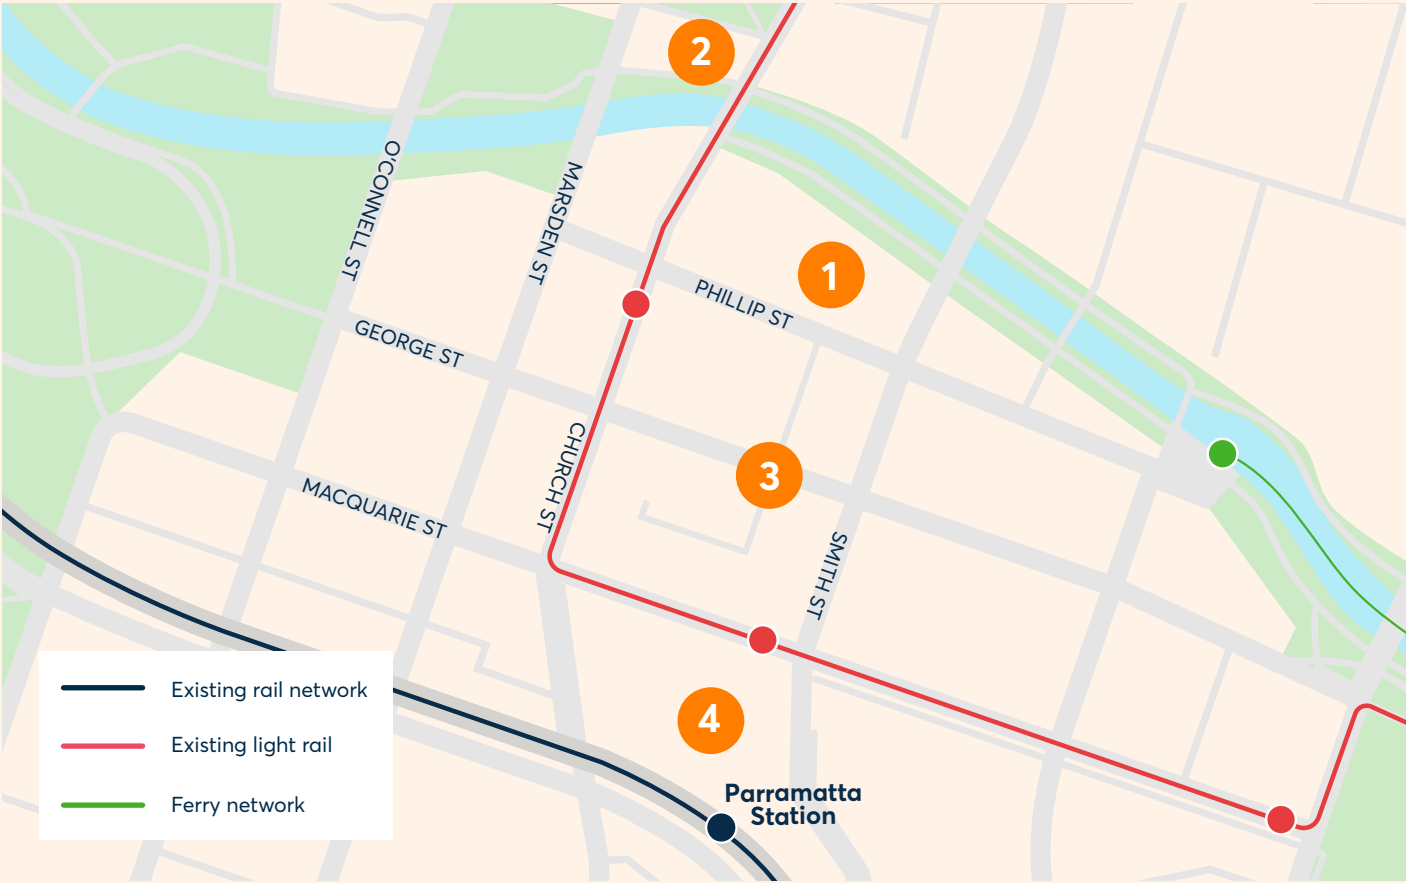 2
O'CONNELL ST
MARSDEN ST
1
PHILLIP ST
GEORGE ST
CHURCH ST
3
MACQUARIE ST
SMITH ST
4
Existing rail network
Existing light rail
Ferry network
Parramatta
Station